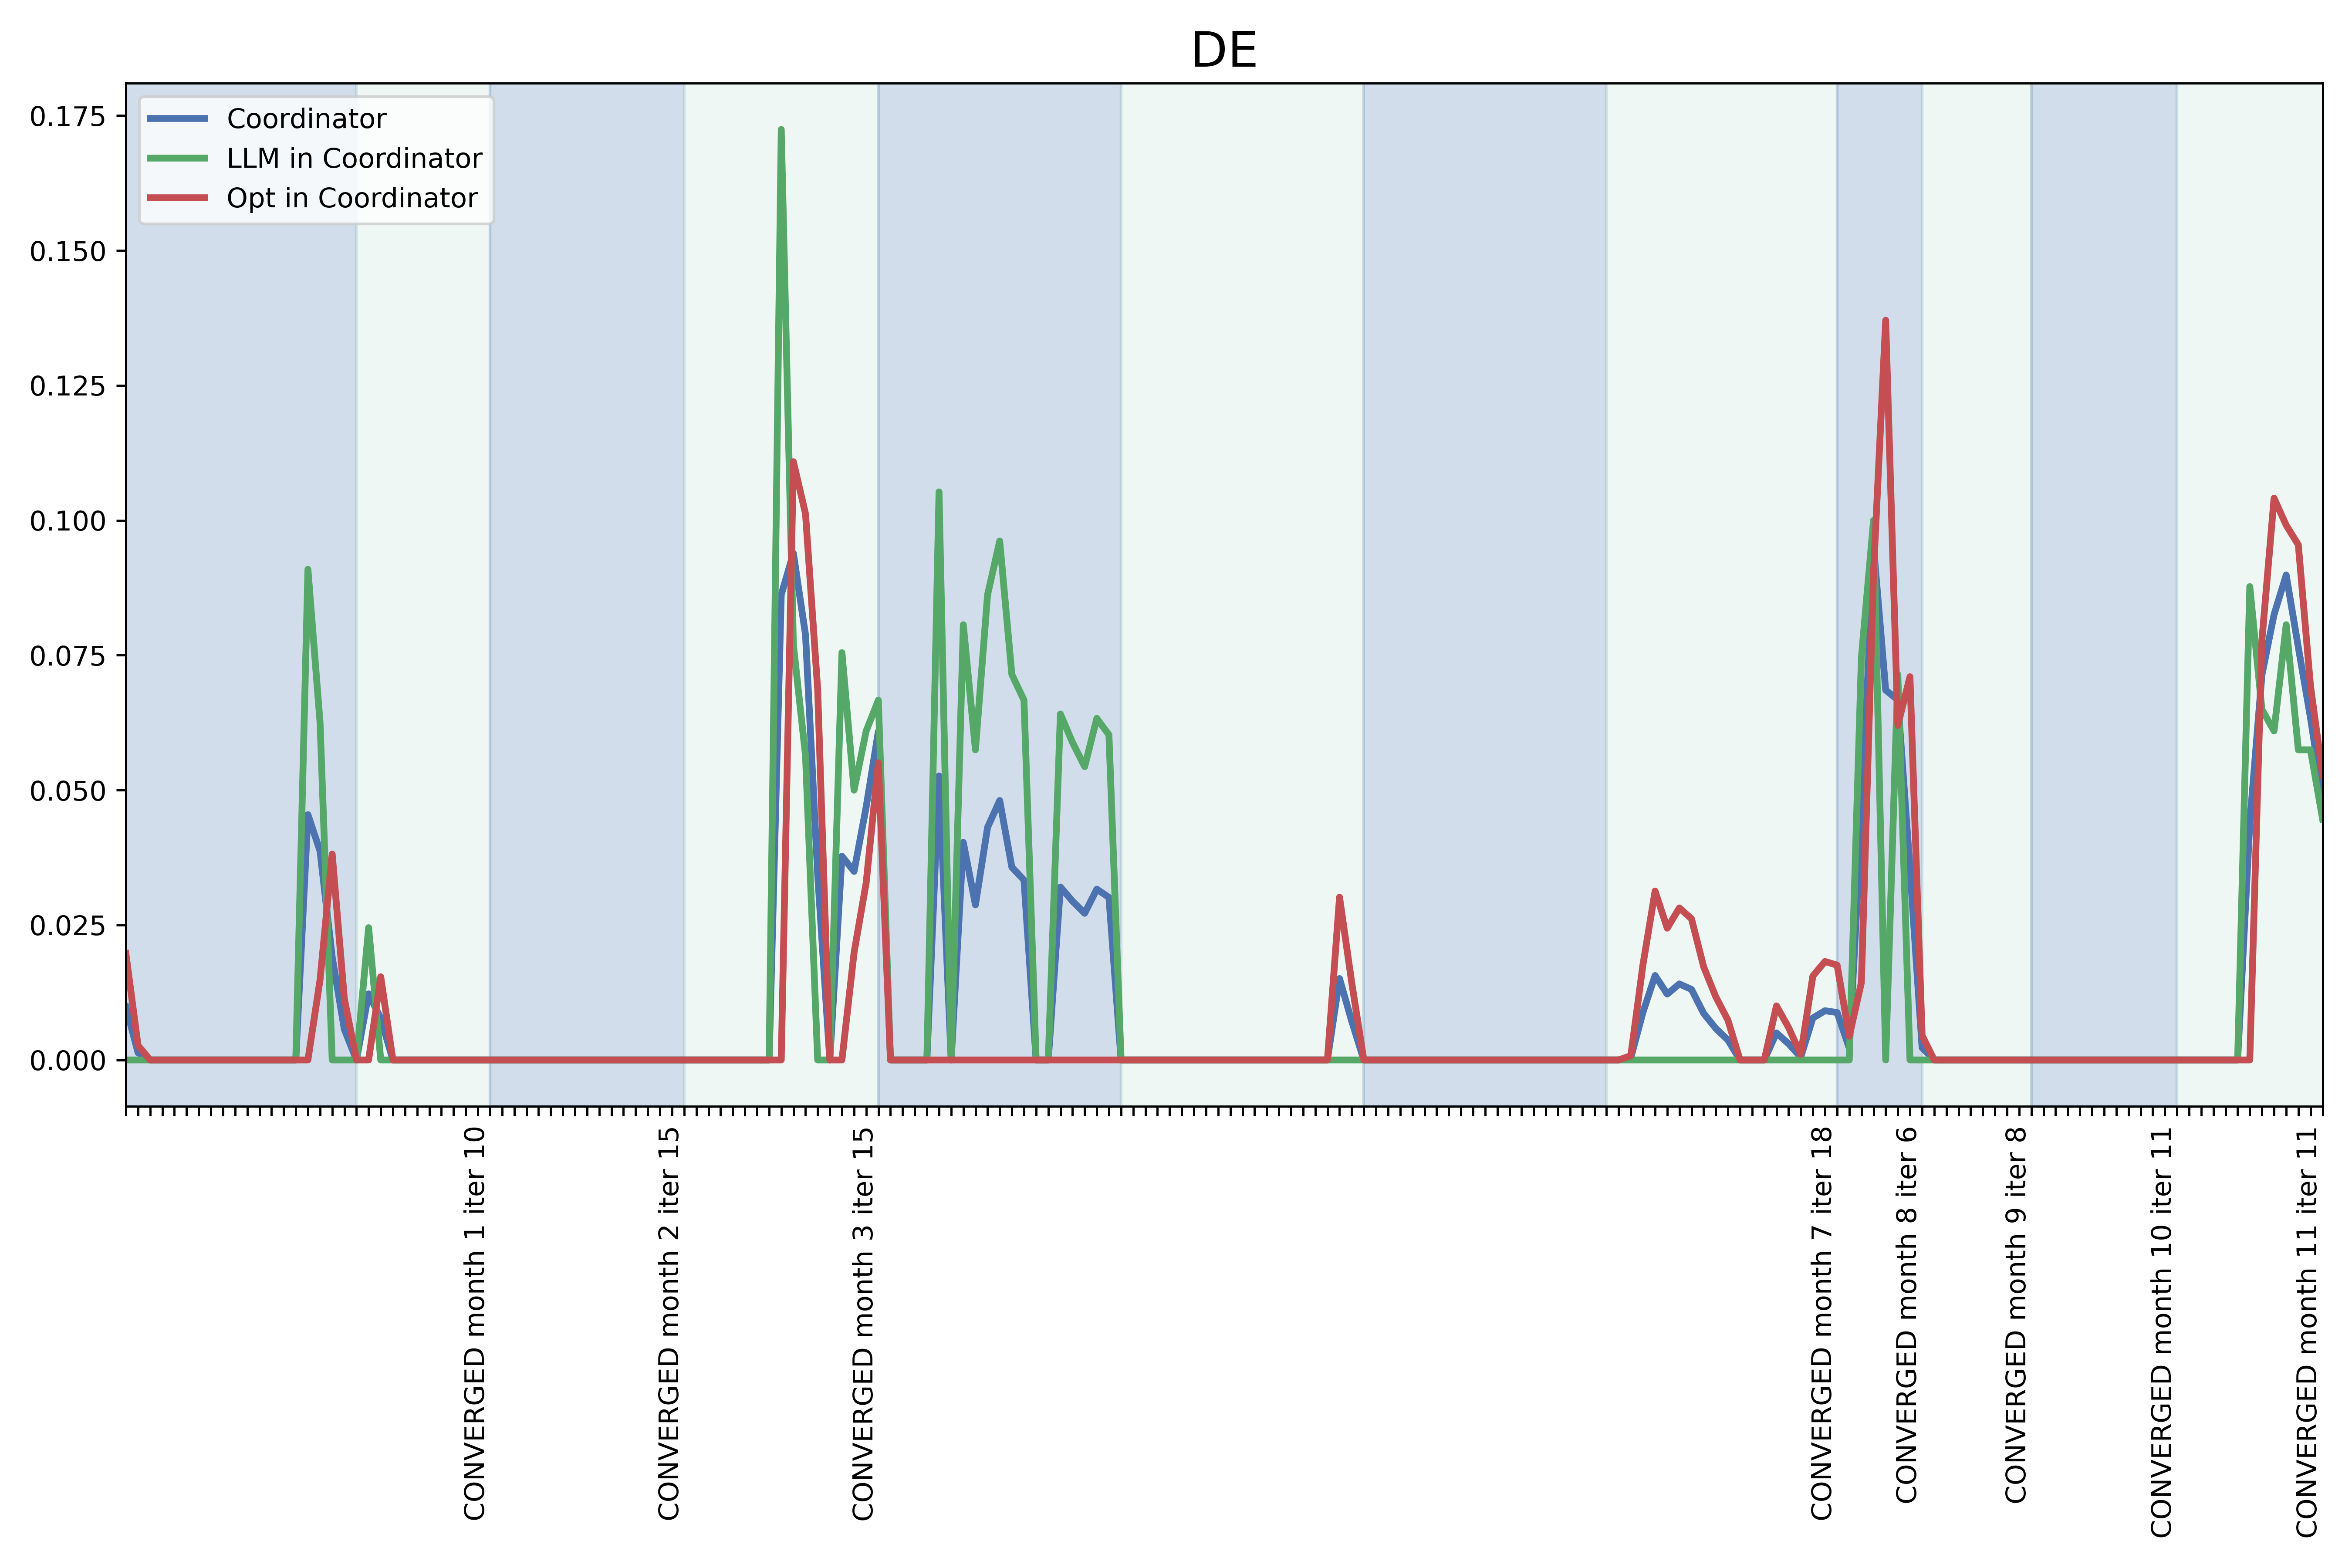 DE
0.175
0.150
0.125
0.100
0.075
0.050
0.025
0.000
Coordinator
LLM in Coordinator
Opt in Coordinator
CONVERGED month 1 iter 10
CONVERGED month 2 iter 15
CONVERGED month 3 iter 15
CONVERGED month 7 iter 18
CONVERGED month 8 iter 6
CONVERGED month 9 iter 8
CONVERGED month 10 iter 11
CONVERGED month 11 iter 11